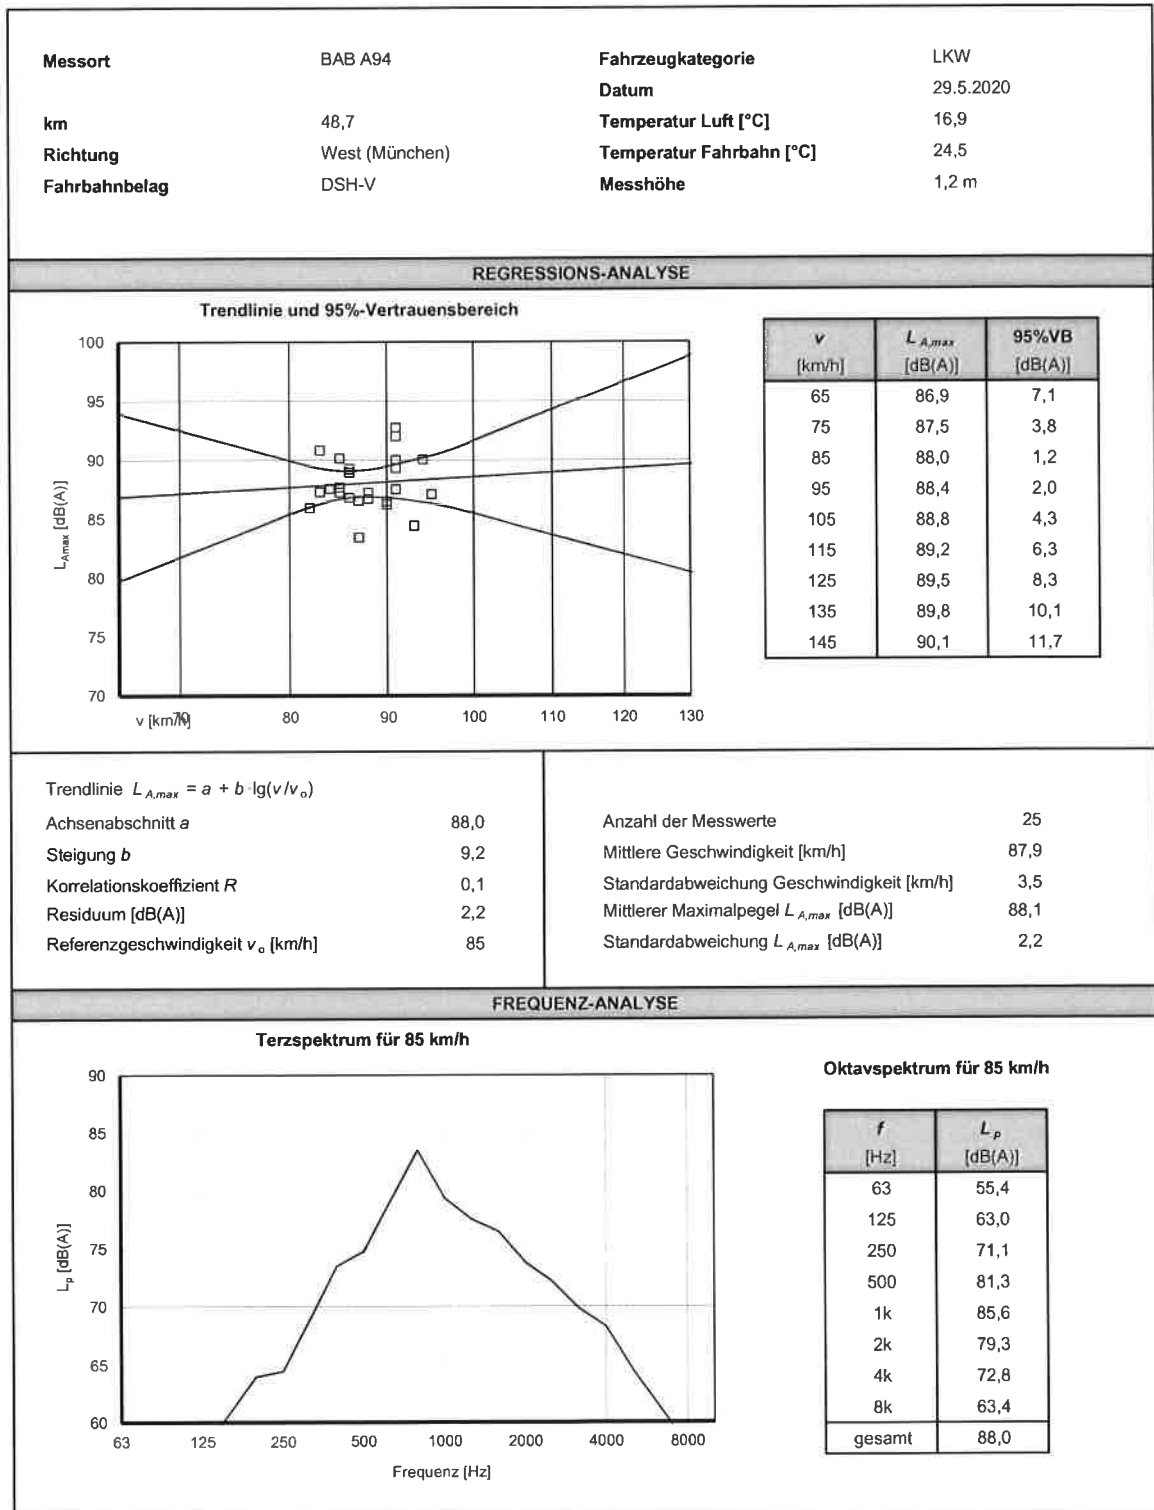 Messort BAB A94 Fahrzeugkategorie LKW
Datum 29.5.2020
km 48,7 Temperatur Luft [°C] 16,9
Richtung West (München) Temperatur Fahrbahn [°C] 24,5
Fahrbahnbelag DSH-V Messhöhe 1,2 m
REGRESSIONS-ANALYSE
Trendlinie und 95%-Vertrauensbereich
100
95
90
85
80
75
70
L_Amax [dB(A)]
v [km/h]
70 80 90 100 110 120 130
v L_A,max 95%VB
[km/h] [dB(A)] [dB(A)]
65 86,9 7,1
75 87,5 3,8
85 88,0 1,2
95 88,4 2,0
105 88,8 4,3
115 89,2 6,3
125 89,5 8,3
135 89,8 10,1
145 90,1 11,7
Trendlinie L_A,max = a + b·lg(v/v_o)
Achsenabschnitt a 88,0
Steigung b 9,2
Korrelationskoeffizient R 0,1
Residuum [dB(A)] 2,2
Referenzgeschwindigkeit v_o [km/h] 85
Anzahl der Messwerte 25
Mittlere Geschwindigkeit [km/h] 87,9
Standardabweichung Geschwindigkeit [km/h] 3,5
Mittlerer Maximalpegel L_A,max [dB(A)] 88,1
Standardabweichung L_A,max [dB(A)] 2,2
FREQUENZ-ANALYSE
Terzspektrum für 85 km/h
90
85
80
75
70
65
60
L_p [dB(A)]
63 125 250 500 1000 2000 4000 8000
Frequenz [Hz]
Oktavspektrum für 85 km/h
f L_p
[Hz] [dB(A)]
63 55,4
125 63,0
250 71,1
500 81,3
1k 85,6
2k 79,3
4k 72,8
8k 63,4
gesamt 88,0